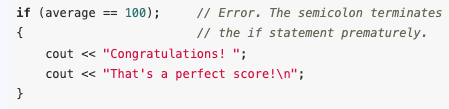 if (average == 100);     // Error. The semicolon terminates
{                        // the if statement prematurely.
    cout << "Congratulations! ";
    cout << "That's a perfect score!\n";
}